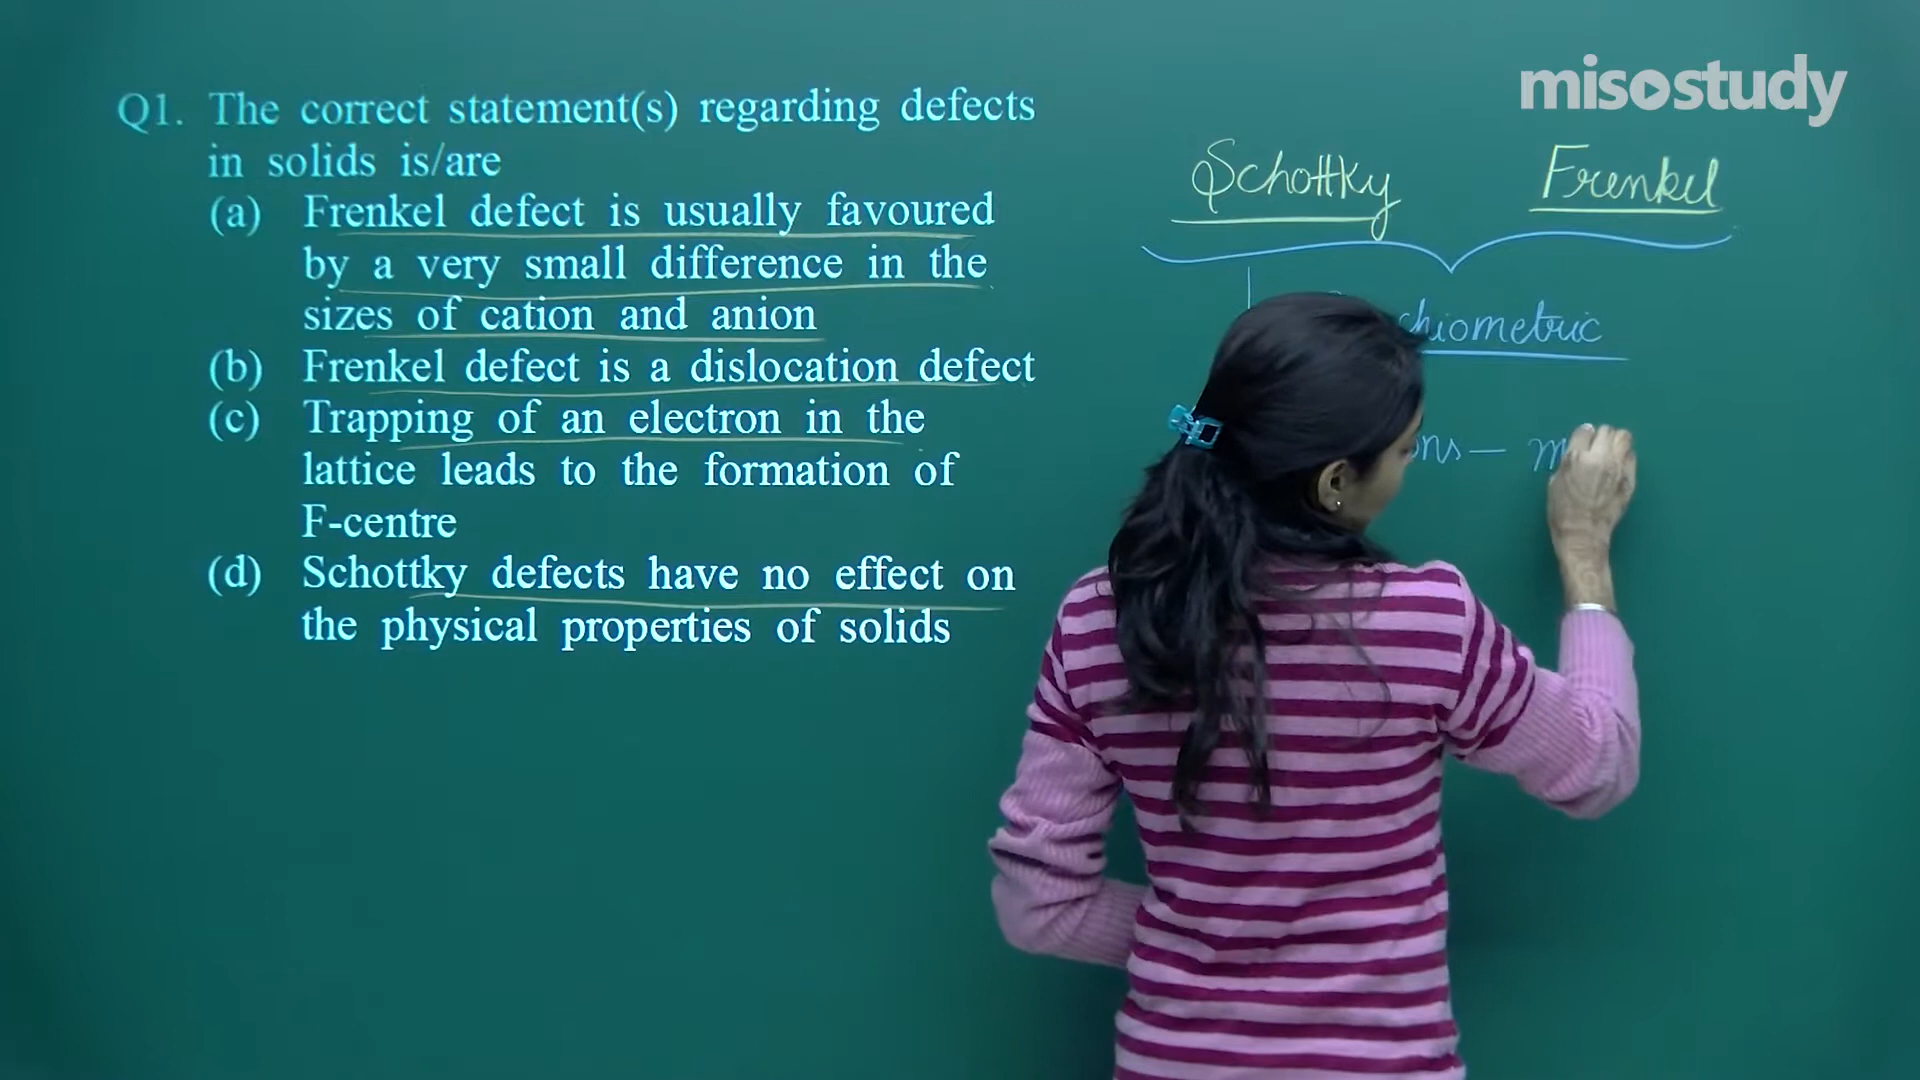 misostudy
Q1. The correct statement(s) regarding defects
in solids is/are
(a) Frenkel defect is usually favoured
by a very small difference in the
sizes of cation and anion
(b) Frenkel defect is a dislocation defect
(c) Trapping of an electron in the
lattice leads to the formation of
F-centre
(d) Schottky defects have no effect on
the physical properties of solids
Schottky Frenkel